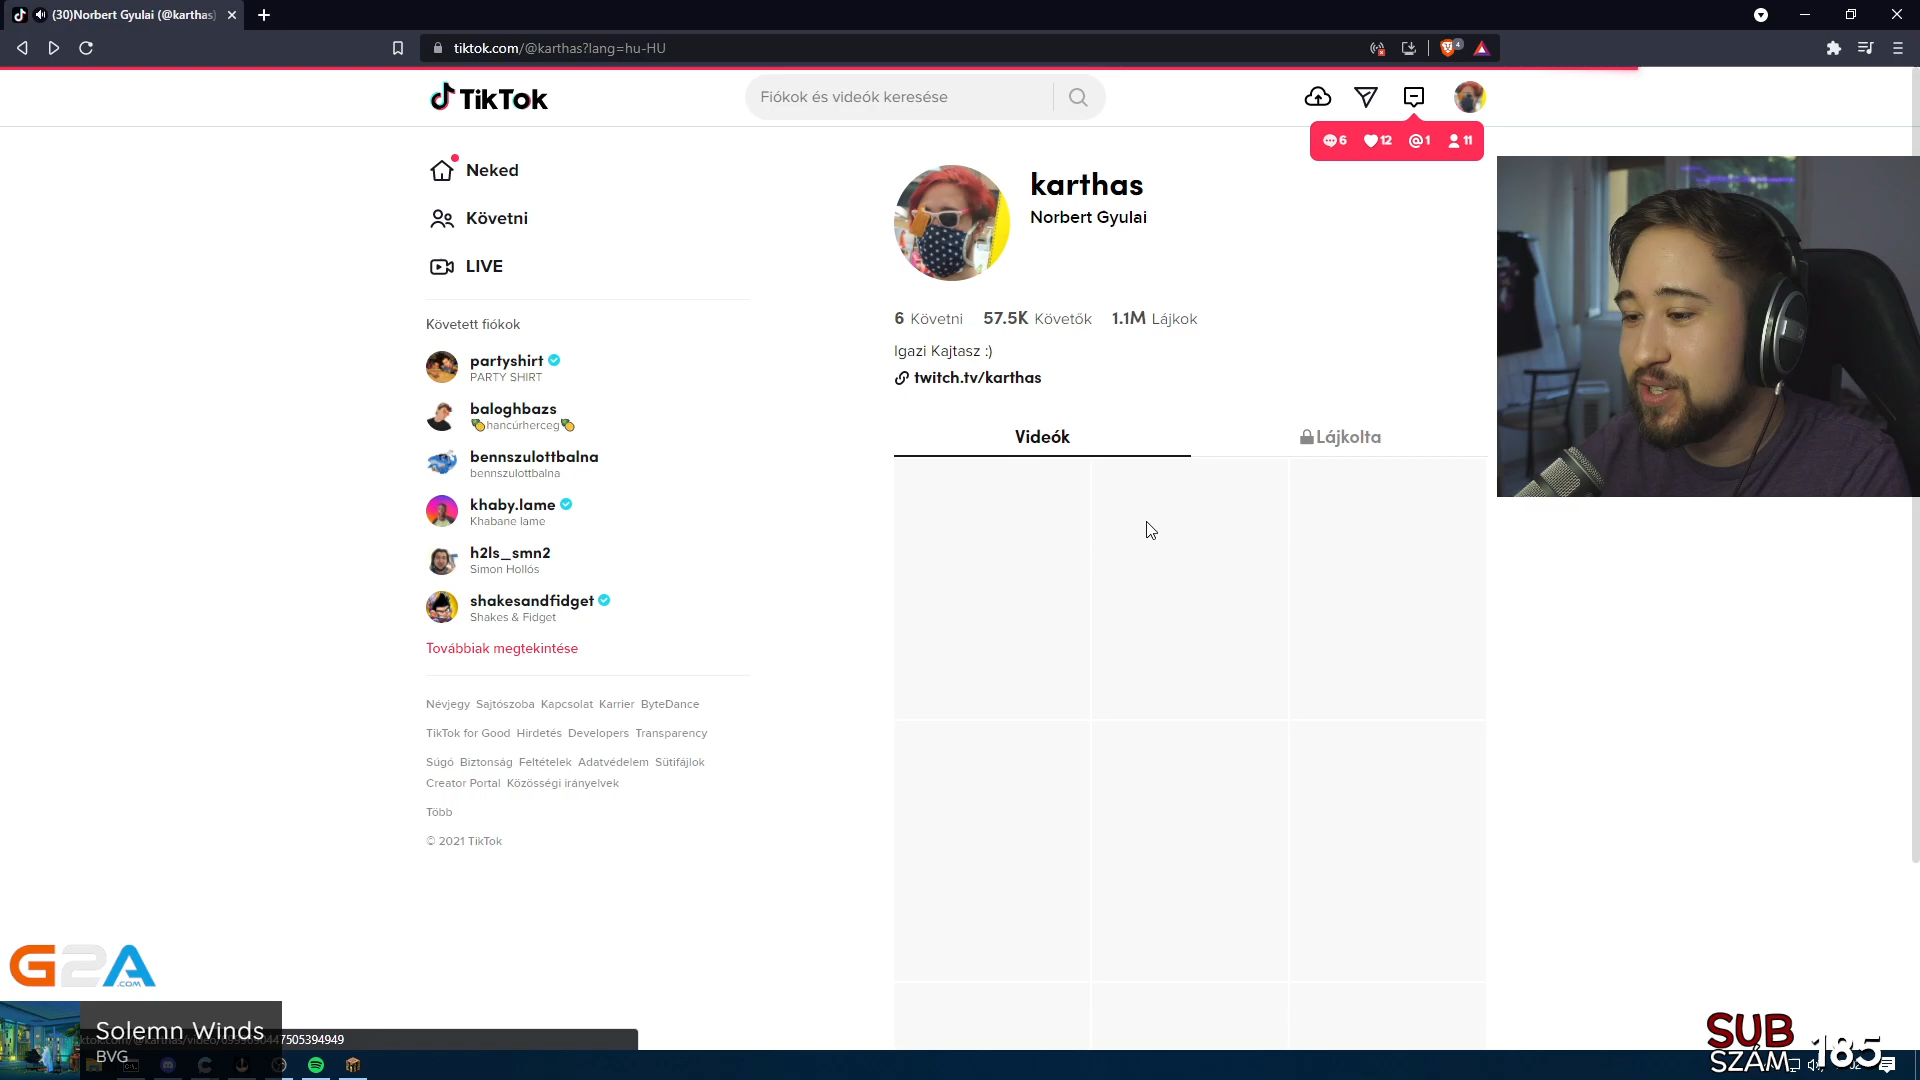 (30)Norbert Gyulai (@karthas)
tiktok.com/@karthas?lang=hu-HU
4
TikTok
Fiókok és videók keresése
6 12 1 11
Neked
Követni
LIVE
Követett fiókok
partyshirt
PARTY SHIRT
baloghbazs
hancúrherceg
bennszulottbalna
bennszulottbalna
khaby.lame
Khabane lame
h2ls_smn2
Simon Hollós
shakesandfidget
Shakes & Fidget
Továbbiak megtekintése
Névjegy Sajtószoba Kapcsolat Karrier ByteDance
TikTok for Good Hirdetés Developers Transparency
Súgó Biztonság Feltételek Adatvédelem Sütifájlok
Creator Portal Közösségi irányelvek
Több
© 2021 TikTok
karthas
Norbert Gyulai
6 Követni 57.5K Követők 1.1M Lájkok
Igazi Kajtasz :)
twitch.tv/karthas
Videók Lájkolta
G2A
.COM
Solemn Winds
BVG
SUB
SZÁM 185